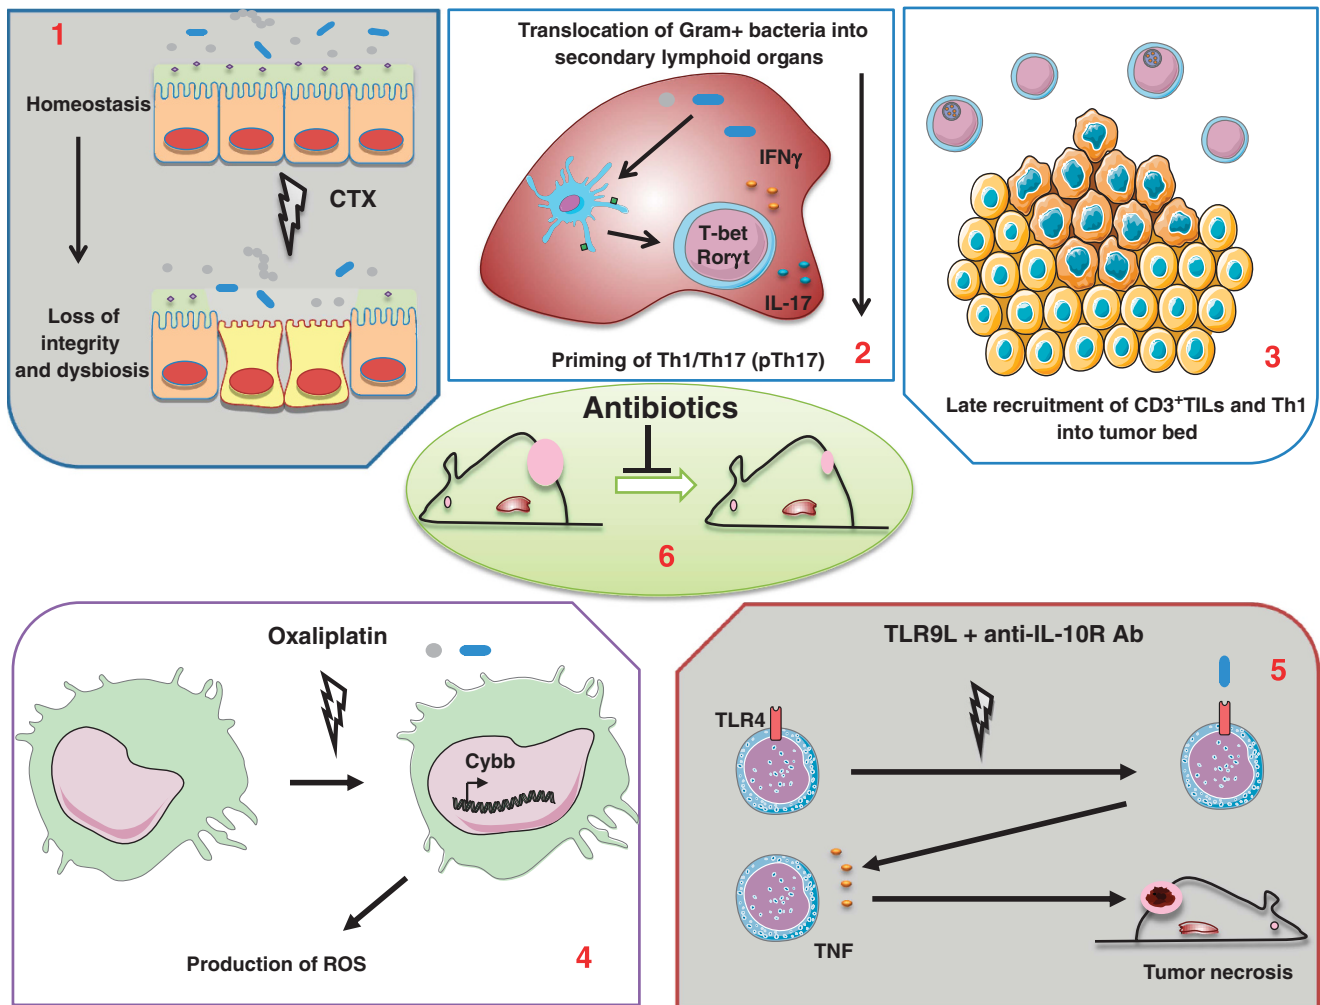 1
Homeostasis
CTX
Loss of
integrity
and dysbiosis
Translocation of Gram+ bacteria into
secondary lymphoid organs
IFNγ
T-bet
Rorγt
IL-17
Priming of Th1/Th17 (pTh17)
2
3
Late recruitment of CD3⁺TILs and Th1
into tumor bed
Antibiotics
6
Oxaliplatin
Cybb
Production of ROS
4
TLR9L + anti-IL-10R Ab
5
TLR4
TNF
Tumor necrosis